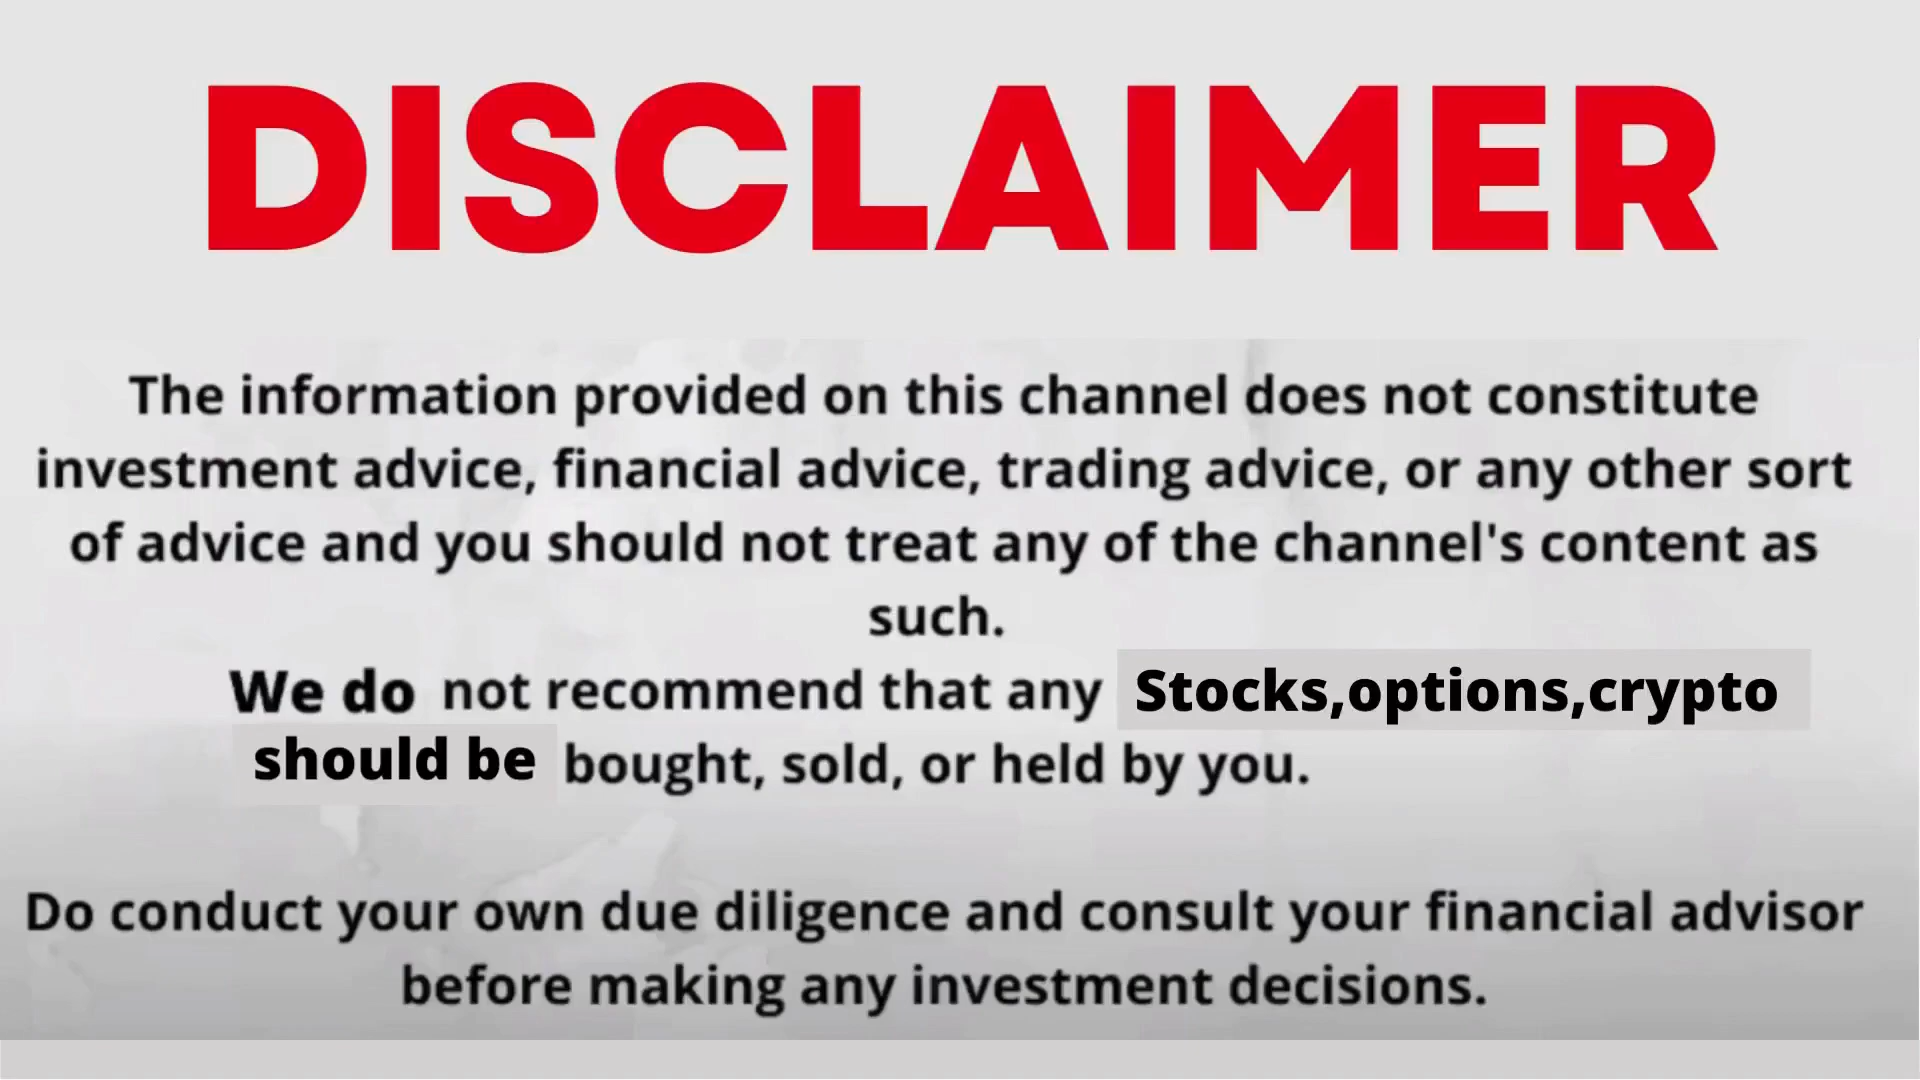 DISCLAIMER
The information provided on this channel does not constitute
investment advice, financial advice, trading advice, or any other sort
of advice and you should not treat any of the channel's content as
such.
We do not recommend that any Stocks,options,crypto
should be bought, sold, or held by you.
Do conduct your own due diligence and consult your financial advisor
before making any investment decisions.